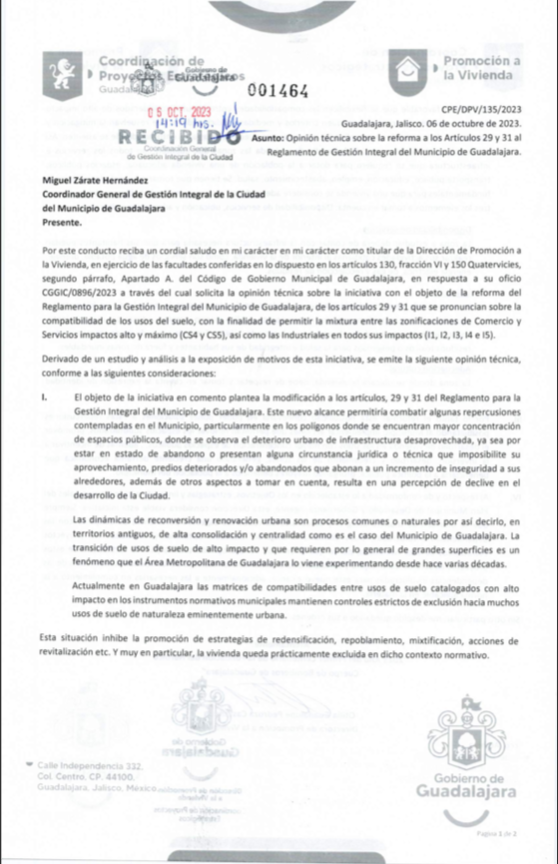 Coordinación de
Proyectos Estratégicos
Guadalajara
Gobierno de
Guadalajara
001464
Promoción a
la Vivienda
05 OCT. 2023
14:19 hrs.
RECIBIDO
Coordinación General
de Gestión Integral de la Ciudad
CPE/DPV/135/2023
Guadalajara, Jalisco. 06 de octubre de 2023.
Asunto: Opinión técnica sobre la reforma a los Artículos 29 y 31 al
Reglamento de Gestión Integral del Municipio de Guadalajara.
Miguel Zárate Hernández
Coordinador General de Gestión Integral de la Ciudad
del Municipio de Guadalajara
Presente.
Por este conducto reciba un cordial saludo en mi carácter en mi carácter como titular de la Dirección de Promoción a
la Vivienda, en ejercicio de las facultades conferidas en lo dispuesto en los artículos 130, fracción VI y 150 Quatervicies,
segundo párrafo, Apartado A. del Código de Gobierno Municipal de Guadalajara, en respuesta a su oficio
CGGIC/0896/2023 a través del cual solicita la opinión técnica sobre la iniciativa con el objeto de la reforma del
Reglamento para la Gestión Integral del Municipio de Guadalajara, de los artículos 29 y 31 que se pronuncian sobre la
compatibilidad de los usos del suelo, con la finalidad de permitir la mixtura entre las zonificaciones de Comercio y
Servicios impactos alto y máximo (CS4 y CS5), así como las Industriales en todos sus impactos (I1, I2, I3, I4 e I5).
Derivado de un estudio y análisis a la exposición de motivos de esta iniciativa, se emite la siguiente opinión técnica,
conforme a las siguientes consideraciones:
I. El objeto de la iniciativa en comento plantea la modificación a los artículos, 29 y 31 del Reglamento para la
Gestión Integral del Municipio de Guadalajara. Este nuevo alcance permitiría combatir algunas repercusiones
contempladas en el Municipio, particularmente en los polígonos donde se encuentran mayor concentración
de espacios públicos, donde se observa el deterioro urbano de infraestructura desaprovechada, ya sea por
estar en estado de abandono o presentan alguna circunstancia jurídica o técnica que imposibilite su
aprovechamiento, predios deteriorados y/o abandonados que abonan a un incremento de inseguridad a sus
alrededores, además de otros aspectos a tomar en cuenta, resulta en una percepción de declive en el
desarrollo de la Ciudad.
Las dinámicas de reconversión y renovación urbana son procesos comunes o naturales por así decirlo, en
territorios antiguos, de alta consolidación y centralidad como es el caso del Municipio de Guadalajara. La
transición de usos de suelo de alto impacto y que requieren por lo general de grandes superficies es un
fenómeno que el Área Metropolitana de Guadalajara lo viene experimentando desde hace varias décadas.
Actualmente en Guadalajara las matrices de compatibilidades entre usos de suelo catalogados con alto
impacto en los instrumentos normativos municipales mantienen controles estrictos de exclusión hacia muchos
usos de suelo de naturaleza eminentemente urbana.
Esta situación inhibe la promoción de estrategias de redensificación, repoblamiento, mixtificación, acciones de
revitalización etc. Y muy en particular, la vivienda queda prácticamente excluida en dicho contexto normativo.
Calle Independencia 332,
Col. Centro, CP. 44100,
Guadalajara, Jalisco, México
Gobierno de
Guadalajara
Página 1 de 2